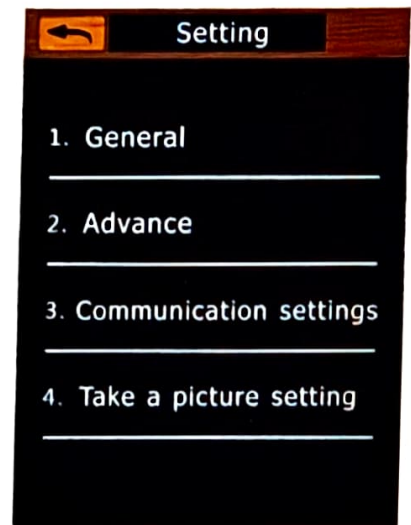 Setting
1. General
2. Advance
3. Communication settings
4. Take a picture setting